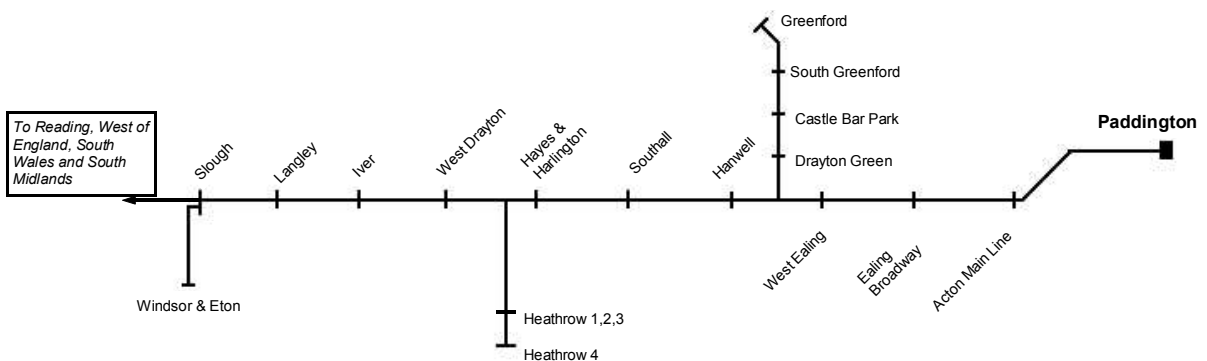 Greenford
South Greenford
Castle Bar Park
Drayton Green
Paddington
To Reading, West of
England, South
Wales and South
Midlands
Slough
Langley
Iver
West Drayton
Hayes &
Harlington
Southall
Hanwell
West Ealing
Ealing
Broadway
Acton Main Line
Windsor & Eton
Heathrow 1,2,3
Heathrow 4